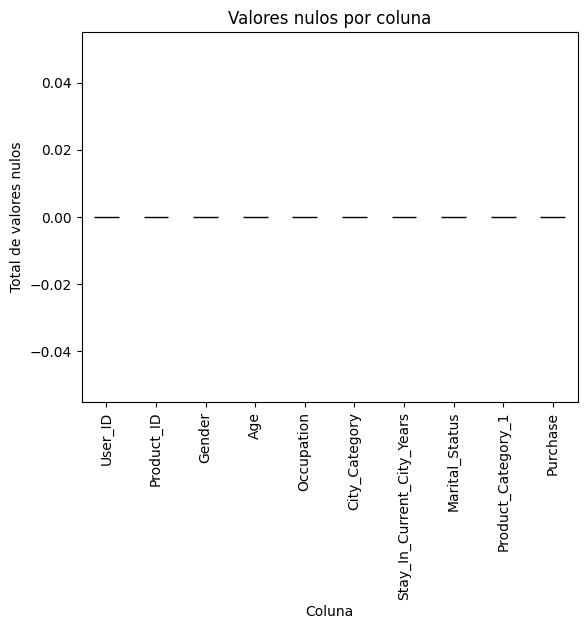 Valores nulos por coluna
Total de valores nulos
0.04
0.02
0.00
−0.02
−0.04
User_ID
Product_ID
Gender
Age
Occupation
City_Category
Stay_In_Current_City_Years
Marital_Status
Product_Category_1
Purchase
Coluna